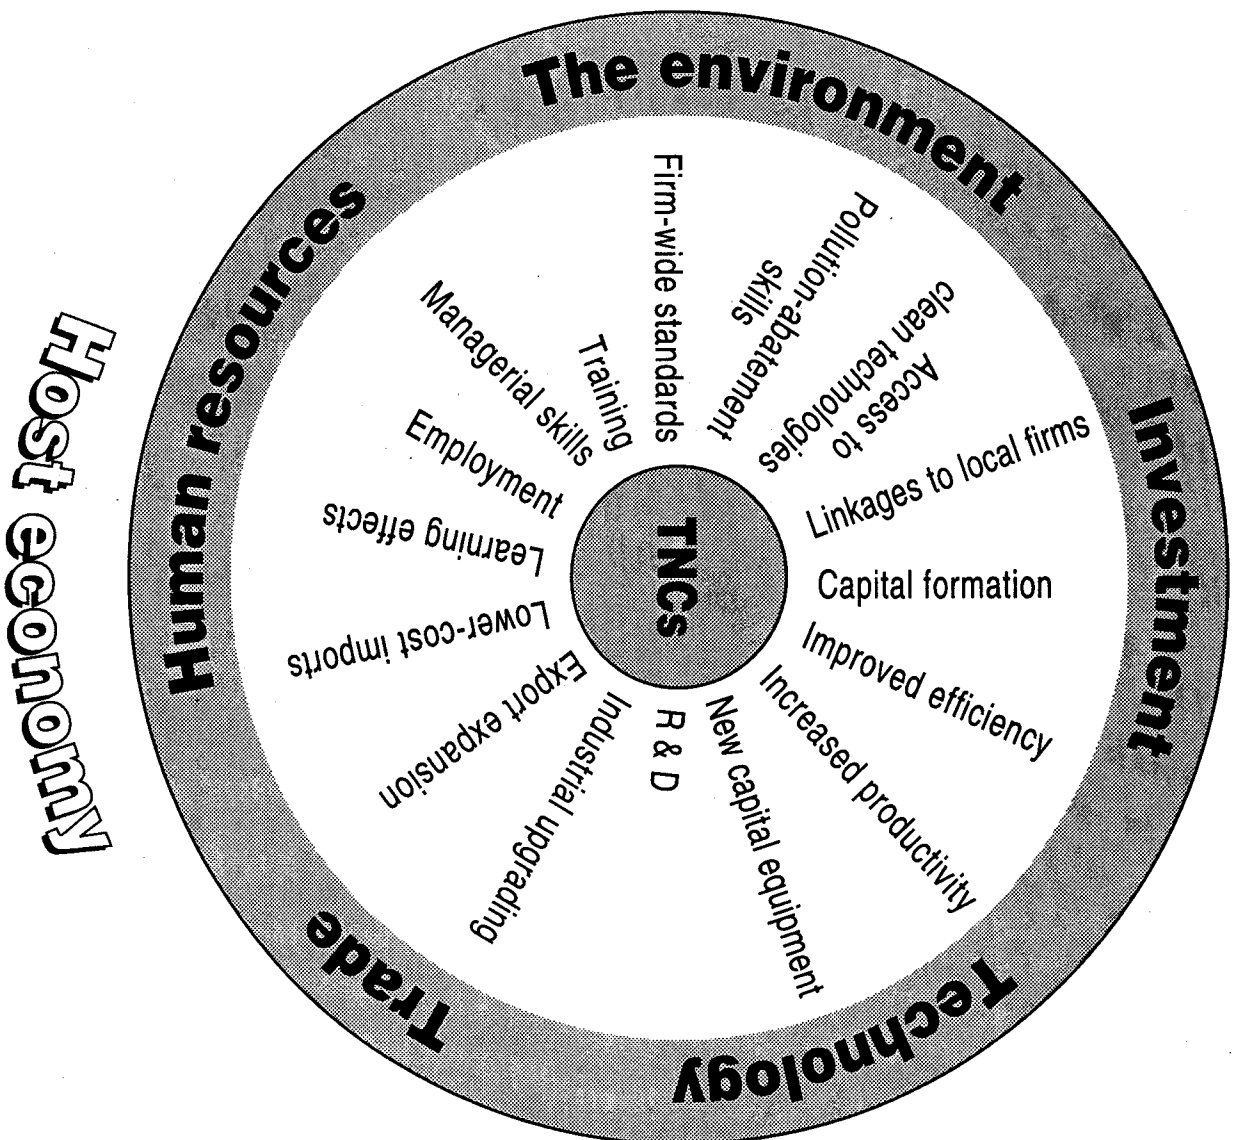 Host economy
The environment
Investment
Technology
Trade
Human resources
TNCs
Firm-wide standards
Pollution-abatement
skills
Access to
clean technologies
Linkages to local firms
Capital formation
Improved efficiency
Increased productivity
New capital equipment
R & D
Industrial upgrading
Export expansion
Lower-cost imports
Learning effects
Employment
Managerial skills
Training